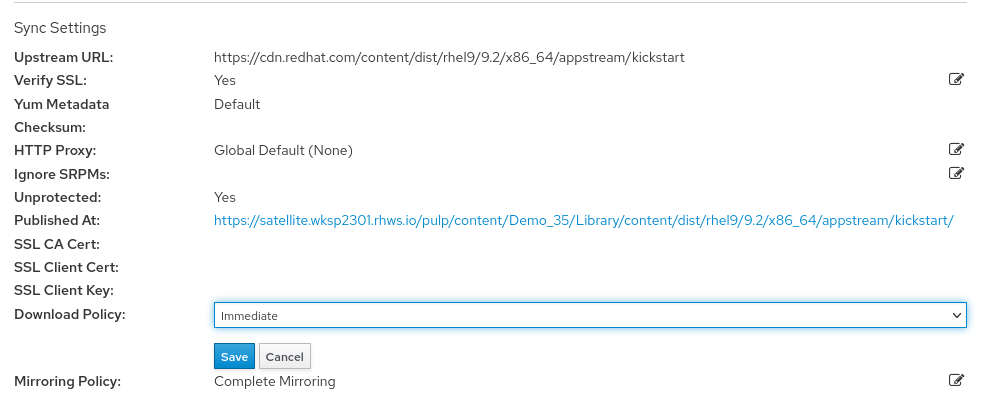 Sync Settings
Upstream URL: https://cdn.redhat.com/content/dist/rhel9/9.2/x86_64/appstream/kickstart
Verify SSL: Yes
Yum Metadata Default
Checksum:
HTTP Proxy: Global Default (None)
Ignore SRPMs:
Unprotected: Yes
Published At: https://satellite.wksp2301.rhws.io/pulp/content/Demo_35/Library/content/dist/rhel9/9.2/x86_64/appstream/kickstart/
SSL CA Cert:
SSL Client Cert:
SSL Client Key:
Download Policy: Immediate
Save Cancel
Mirroring Policy: Complete Mirroring